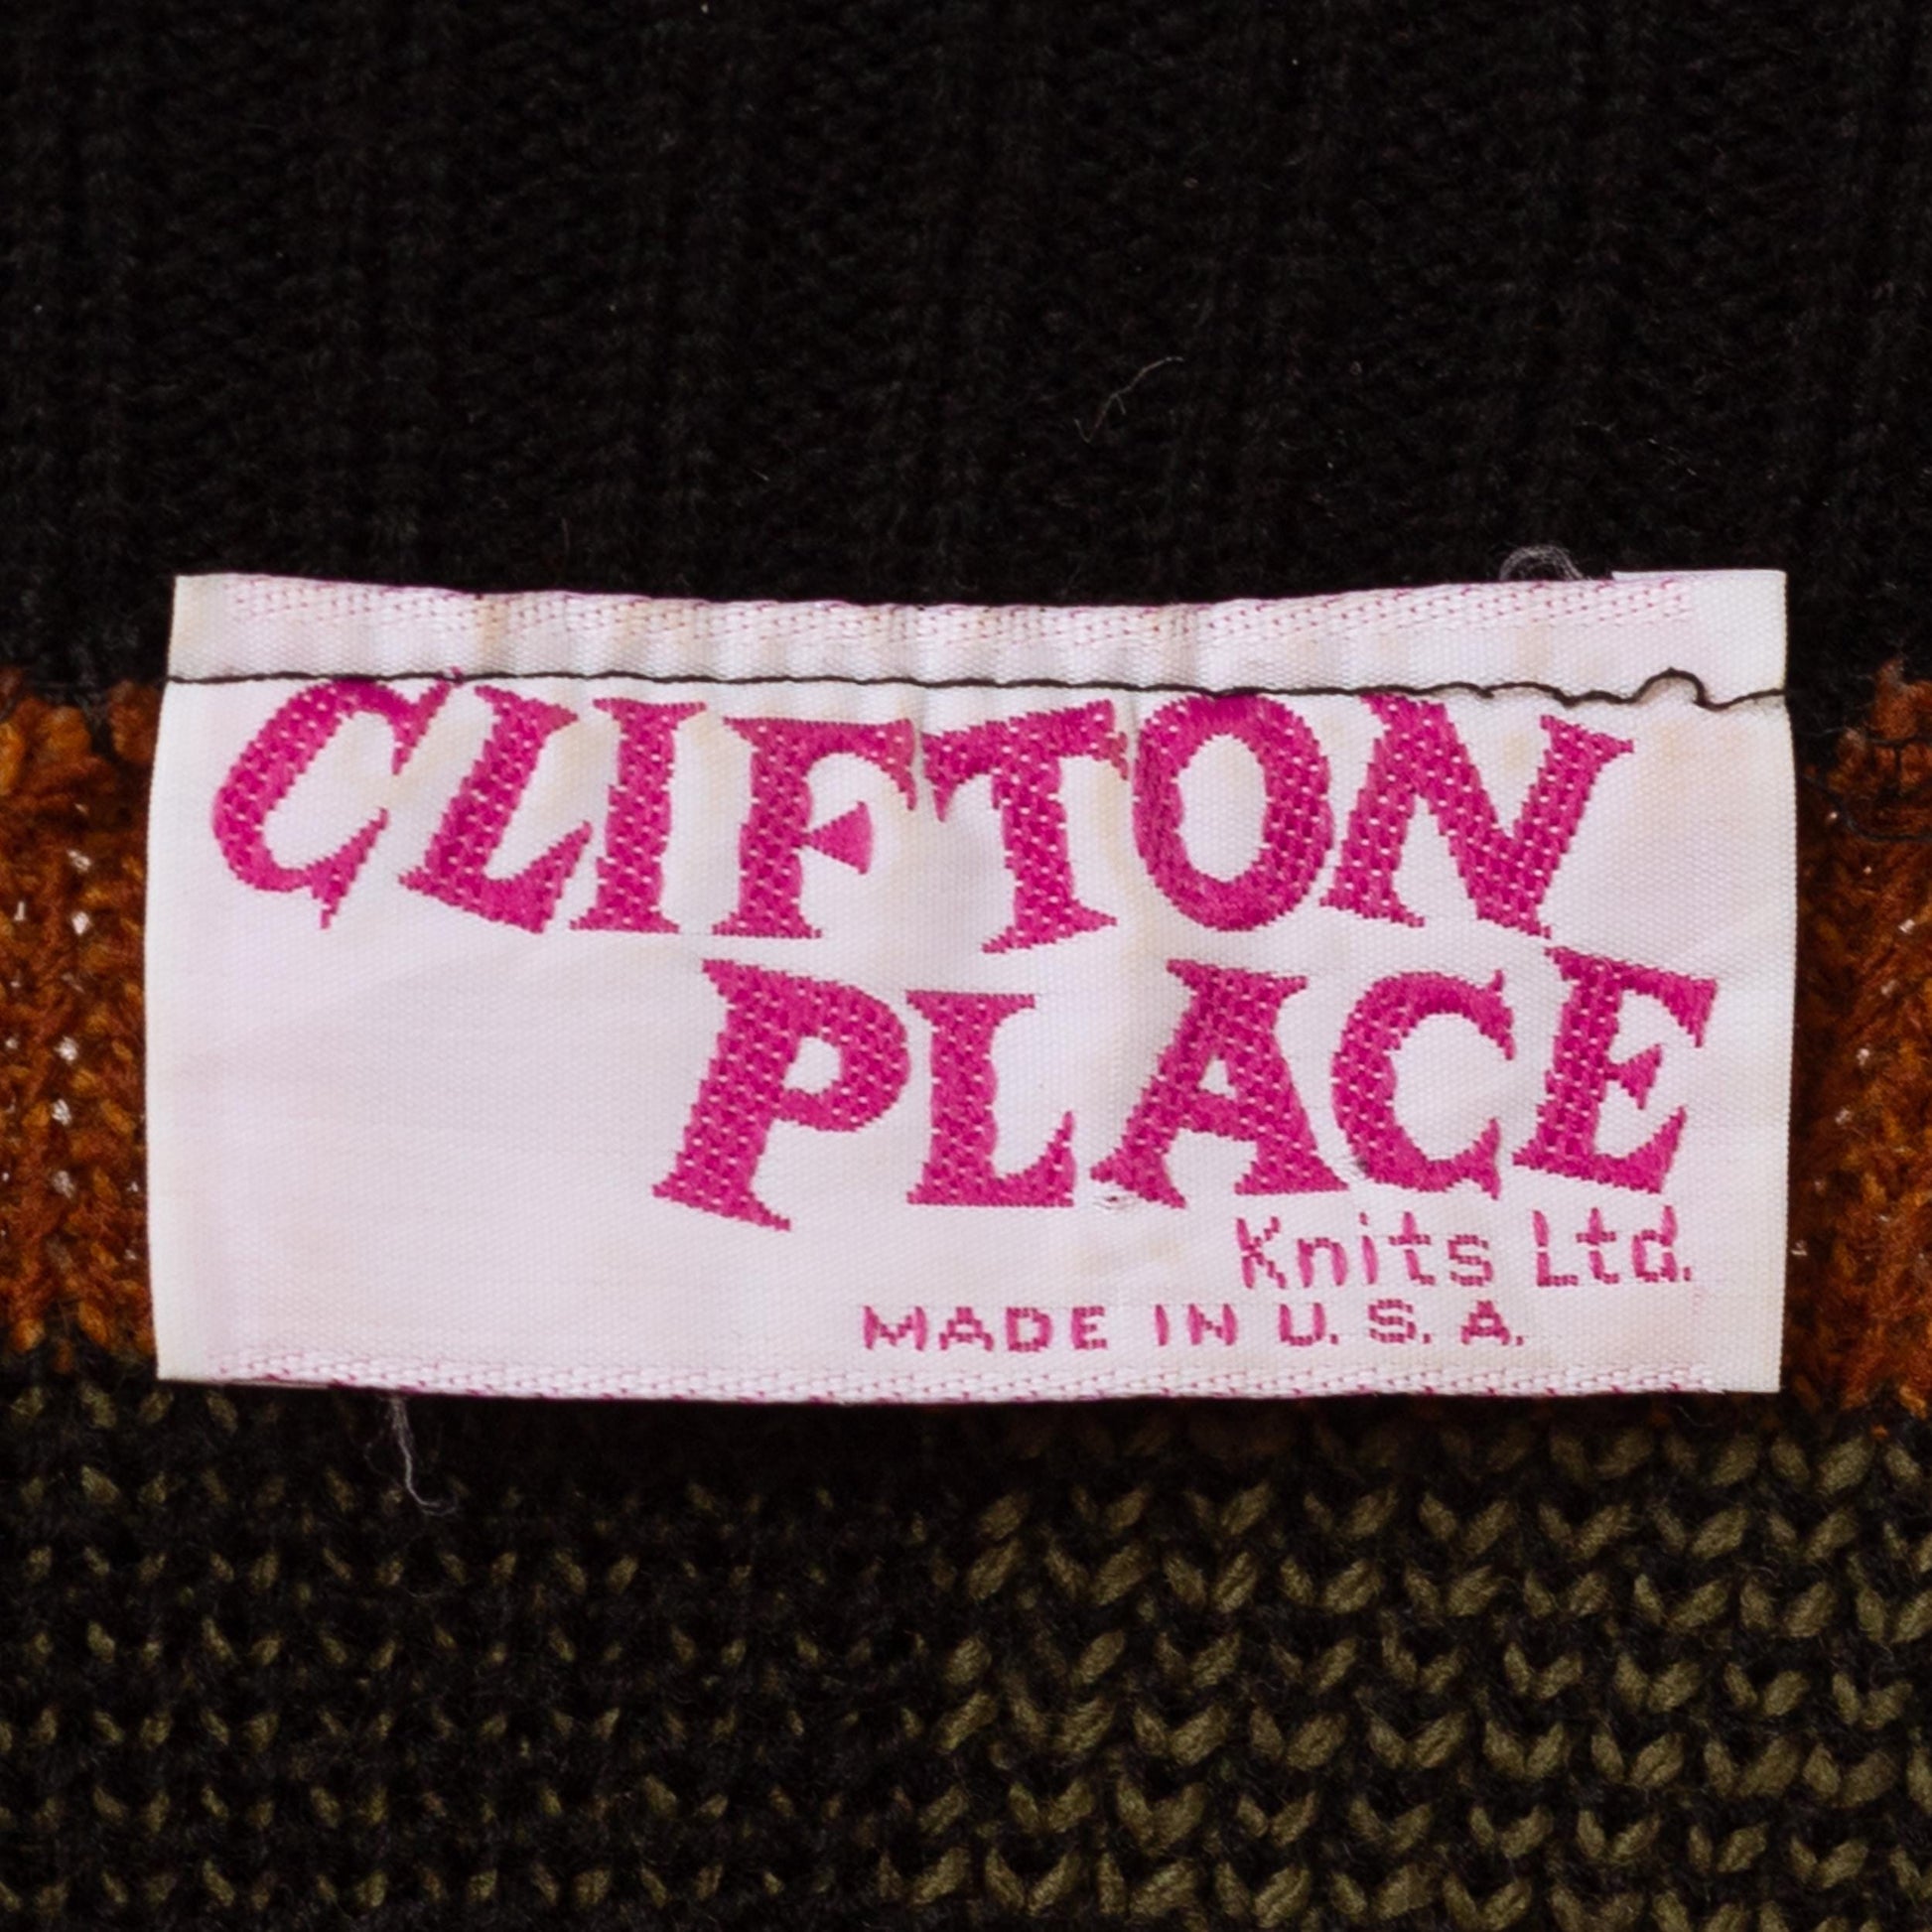 CLIFTON
PLACE
Knits Ltd.
MADE IN U.S.A.